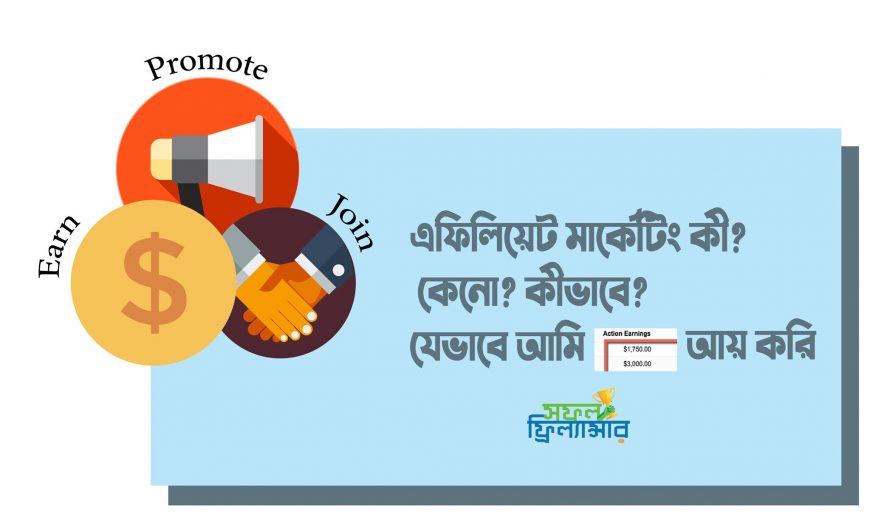 Promote
Earn
Join
এফিলিয়েট মার্কেটিং কী?
কেনো? কীভাবে?
যেভাবে আমি
Action Earnings
$1,750.00
$3,000.00
আয় করি
সফল
ফ্রিল্যান্সার